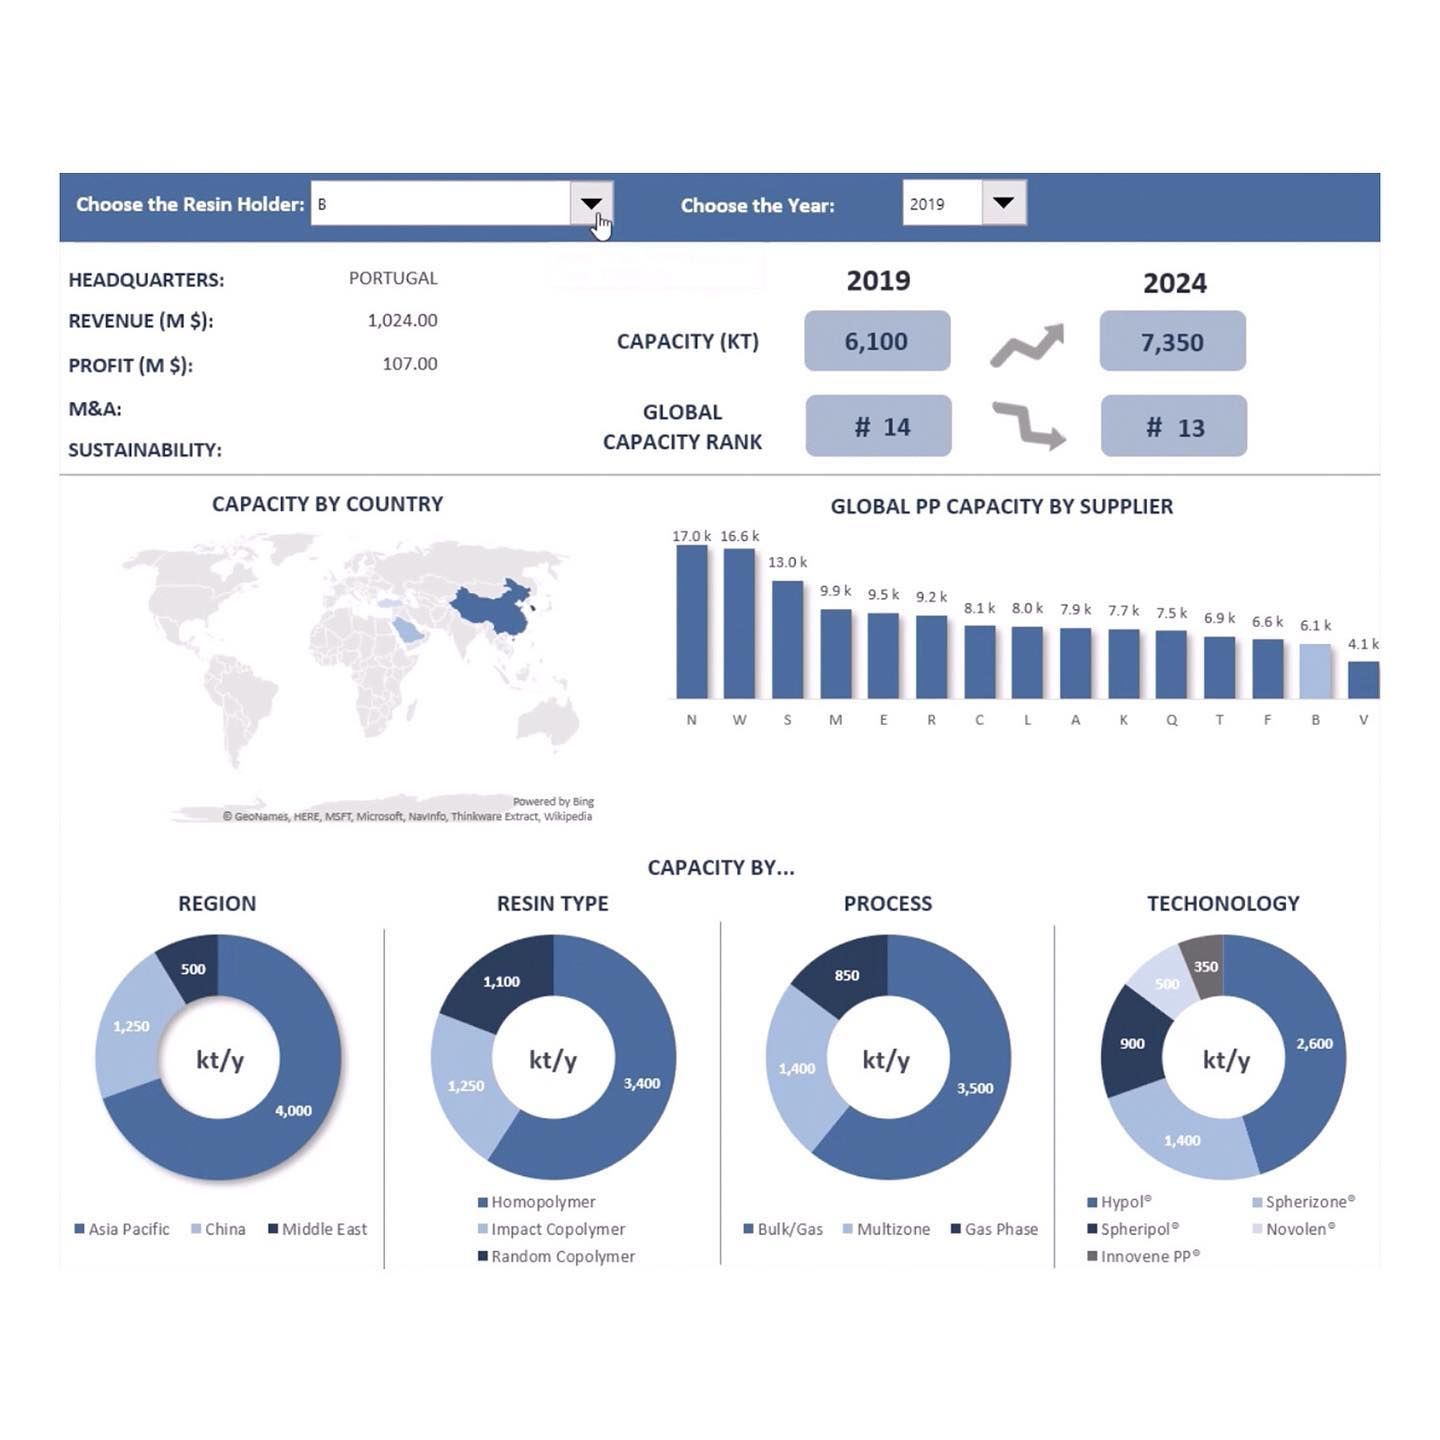 Choose the Resin Holder: B
Choose the Year: 2019
HEADQUARTERS: PORTUGAL
REVENUE (M $): 1,024.00
PROFIT (M $): 107.00
M&A:
SUSTAINABILITY:
2019 2024
CAPACITY (KT) 6,100 7,350
GLOBAL
CAPACITY RANK
# 14 # 13
CAPACITY BY COUNTRY
Powered by Bing
© GeoNames, HERE, MSFT, Microsoft, NavInfo, Thinkware Extract, Wikipedia
GLOBAL PP CAPACITY BY SUPPLIER
17.0 k 16.6 k 13.0 k 9.9 k 9.5 k 9.2 k 8.1 k 8.0 k 7.9 k 7.7 k 7.5 k 6.9 k 6.6 k 6.1 k 4.1 k
N W S M E R C L A K Q T F B V
CAPACITY BY...
REGION
500
1,250
kt/y
4,000
Asia Pacific China Middle East
RESIN TYPE
1,100
1,250
kt/y
3,400
Homopolymer
Impact Copolymer
Random Copolymer
PROCESS
850
1,400
kt/y
3,500
Bulk/Gas Multizone Gas Phase
TECHONOLOGY
350
500
900
kt/y
2,600
1,400
Hypol® Spherizone®
Spheripol® Novolen®
Innovene PP®